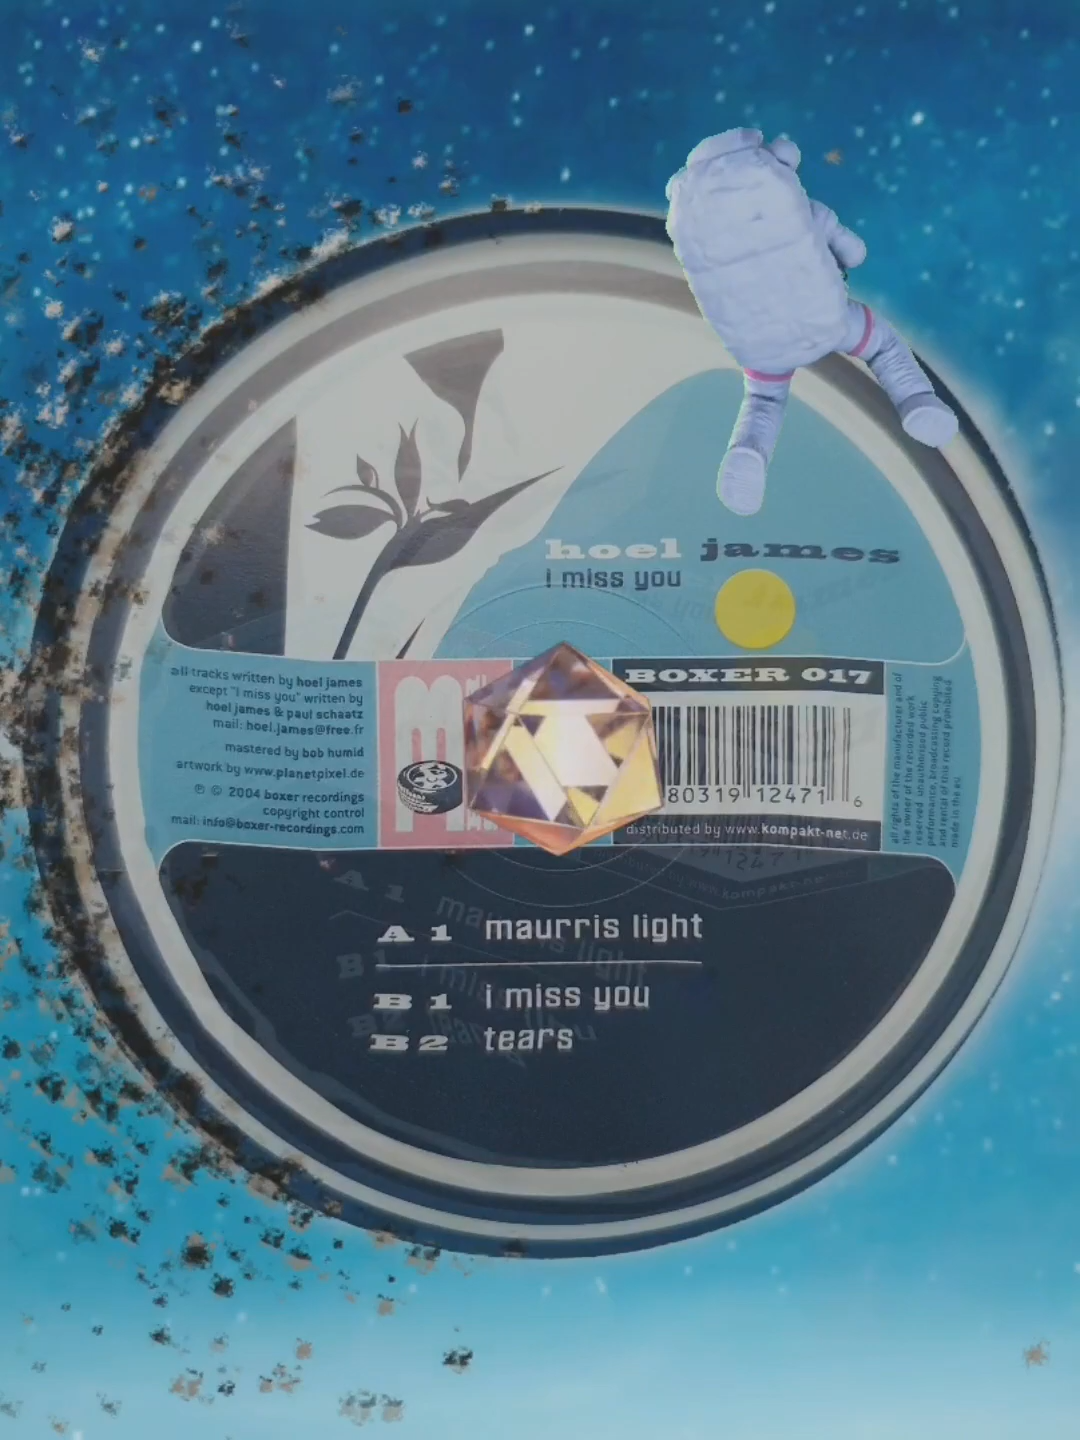 hoel james
i miss you
all tracks written by hoel james
except "i miss you" written by
hoel james & paul schaatz
mail: hoel.james@free.fr
mastered by bob humid
artwork by www.planetpixel.de
℗ © 2004 boxer recordings
copyright control
mail: info@boxer-recordings.com
BOXER 017
80319 12471 6
distributed by www.kompakt-net.de
all rights of the manufacturer and of
the owner of the recorded work
reserved. unauthorised public
performance, broadcasting copying
and rental of this record prohibited
made in the eu
A 1 maurris light
B 1 i miss you
B 2 tears